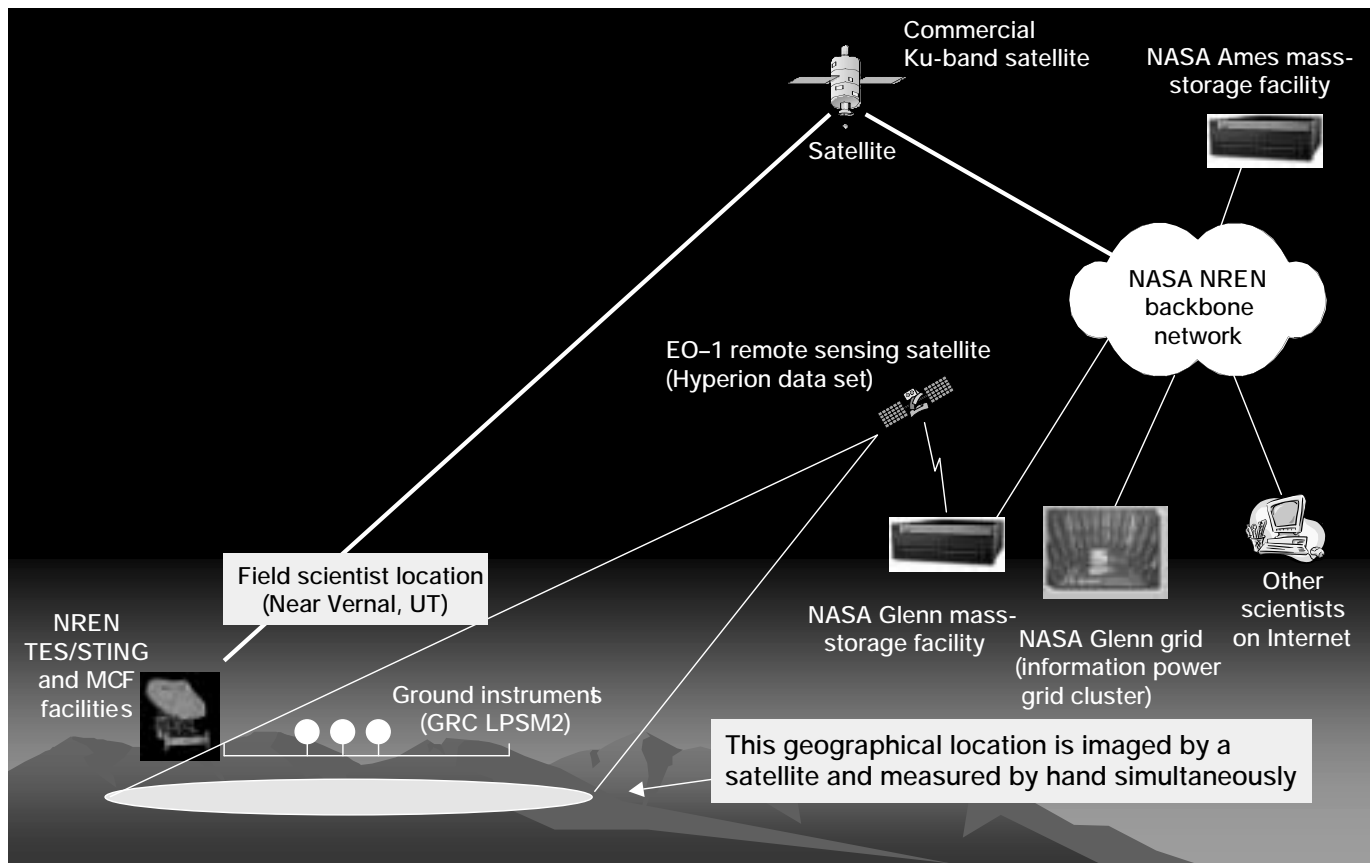 Commercial
Ku-band satellite
NASA Ames mass-
storage facility
Satellite
NASA NREN
backbone
network
EO–1 remote sensing satellite
(Hyperion data set)
Field scientist location
(Near Vernal, UT)
NREN
TES/STING
and MCF
facilities
Ground instruments
(GRC LPSM2)
NASA Glenn mass-
storage facility
NASA Glenn grid
(information power
grid cluster)
Other
scientists
on Internet
This geographical location is imaged by a
satellite and measured by hand simultaneously